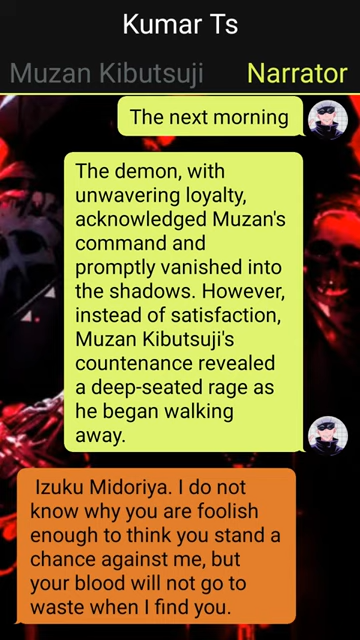 Kumar Ts
Muzan Kibutsuji Narrator
The next morning
The demon, with
unwavering loyalty,
acknowledged Muzan's
command and
promptly vanished into
the shadows. However,
instead of satisfaction,
Muzan Kibutsuji's
countenance revealed
a deep-seated rage as
he began walking
away.
Izuku Midoriya. I do not
know why you are foolish
enough to think you stand a
chance against me, but
your blood will not go to
waste when I find you.